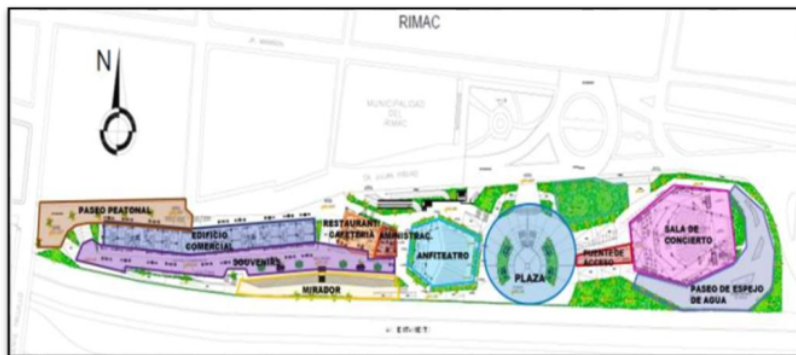 RIMAC
N
MUNICIPALIDAD
DEL
RIMAC
PASEO PEATONAL
EDIFICIO
COMERCIAL
SOUVENIRS
MIRADOR
RESTAURANT
CAFETERIA
AMINISTRAC.
ANFITEATRO
PLAZA
PUENTE DE
ACCESO
SALA DE
CONCIERTO
PASEO DE ESPEJO
DE AGUA